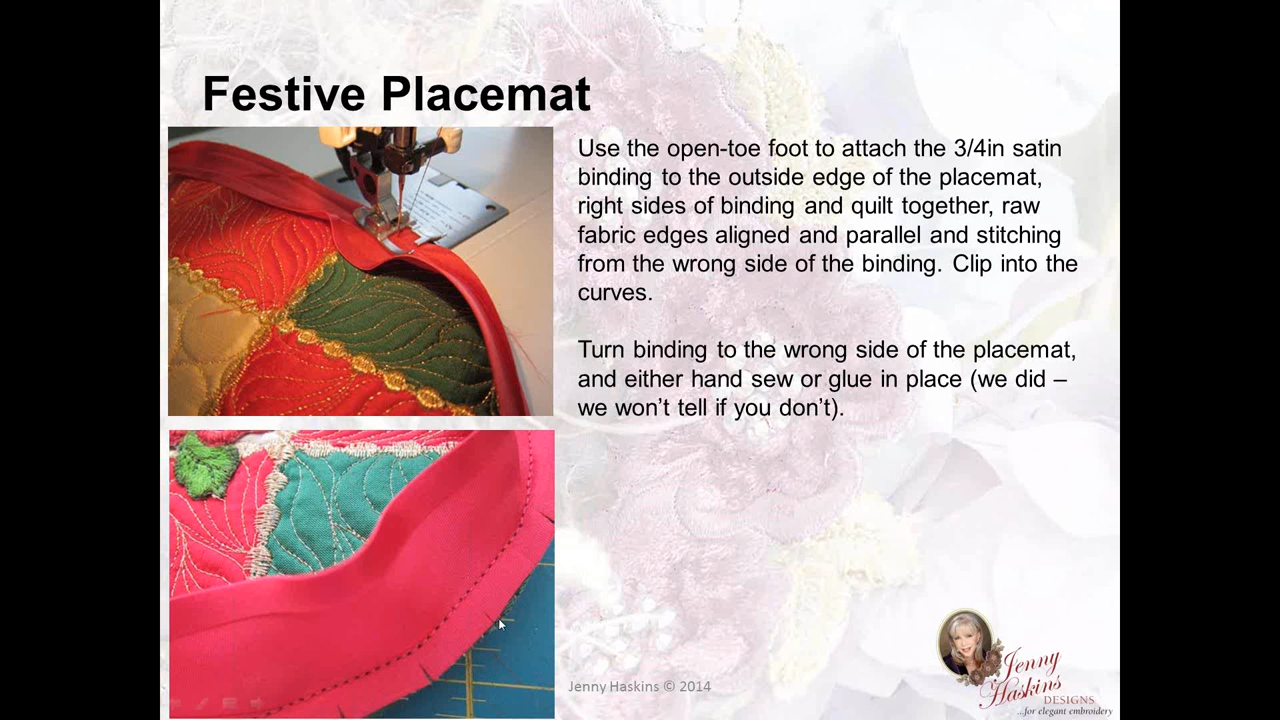 Festive Placemat
Use the open-toe foot to attach the 3/4in satin
binding to the outside edge of the placemat,
right sides of binding and quilt together, raw
fabric edges aligned and parallel and stitching
from the wrong side of the binding. Clip into the
curves.
Turn binding to the wrong side of the placemat,
and either hand sew or glue in place (we did –
we won’t tell if you don’t).
Jenny Haskins © 2014
Jenny
Haskins
DESIGNS
...for elegant embroidery